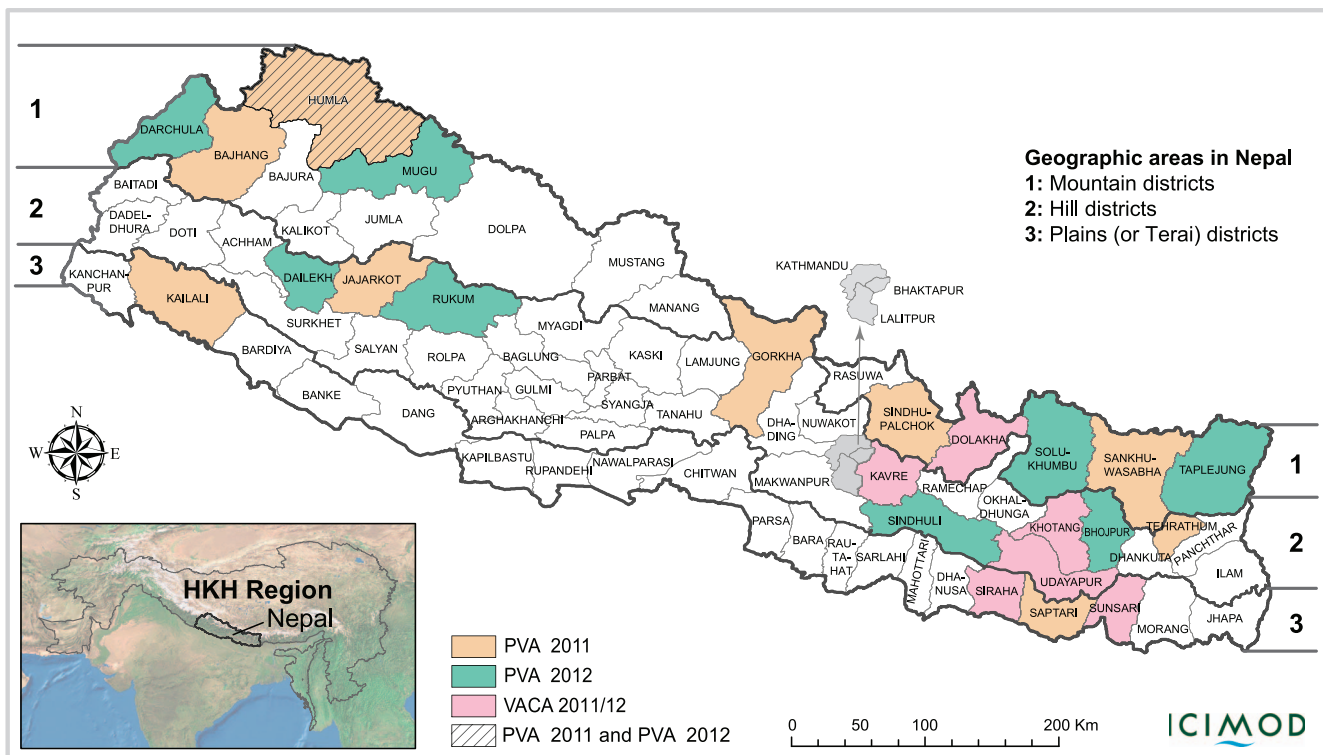 1
2
3
HUMLA
DARCHULA
BAJHANG
BAJURA
MUGU
BAITADI
DADEL-
DHURA
DOTI
ACHHAM
KALIKOT
JUMLA
DOLPA
KANCHAN-
PUR
KAILALI
DAILEKH
JAJARKOT
RUKUM
MUSTANG
MANANG
SURKHET
BARDIYA
SALYAN
ROLPA
MYAGDI
BAGLUNG
PARBAT
KASKI
LAMJUNG
GORKHA
BANKE
DANG
PYUTHAN
GULMI
SYANGJA
TANAHU
ARGHAKHANCHI
PALPA
KAPILBASTU
RUPANDEHI
NAWALPARASI
CHITWAN
Geographic areas in Nepal
1: Mountain districts
2: Hill districts
3: Plains (or Terai) districts
KATHMANDU
BHAKTAPUR
LALITPUR
RASUWA
DHA-
DING
NUWAKOT
SINDHU-
PALCHOK
DOLAKHA
SOLU-
KHUMBU
SANKHU-
WASABHA
TAPLEJUNG
MAKWANPUR
KAVRE
RAMECHAP
OKHAL-
DHUNGA
KHOTANG
BHOJPUR
TEHRATHUM
PANCHTHAR
DHANKUTA
ILAM
SINDHULI
PARSA
BARA
RAU-
TA-
HAT
SARLAHI
MAHOTTARI
DHA-
NUSA
SIRAHA
UDAYAPUR
SAPTARI
SUNSARI
MORANG
JHAPA
1
2
3
N
W
E
S
HKH Region
Nepal
PVA 2011
PVA 2012
VACA 2011/12
PVA 2011 and PVA 2012
0 50 100 200 Km
ICIMOD